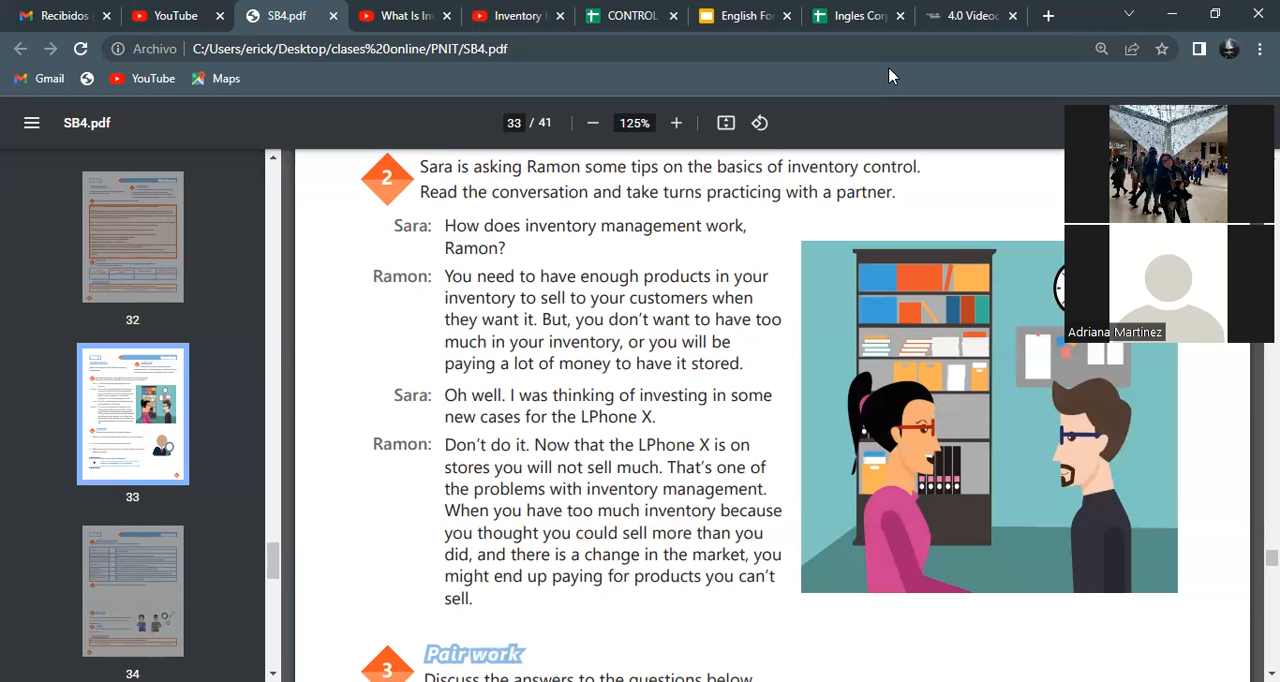 Recibidos
YouTube
SB4.pdf
What Is In
Inventory
CONTROL
English Fo
Ingles Cor
4.0 Videoc
Archivo
C:/Users/erick/Desktop/clases%20online/PNIT/SB4.pdf
Gmail
YouTube
Maps
SB4.pdf
33 / 41
125%
32
33
34
2
Sara is asking Ramon some tips on the basics of inventory control.
Read the conversation and take turns practicing with a partner.
Sara: How does inventory management work,
Ramon?
Ramon: You need to have enough products in your
inventory to sell to your customers when
they want it. But, you don't want to have too
much in your inventory, or you will be
paying a lot of money to have it stored.
Sara: Oh well. I was thinking of investing in some
new cases for the LPhone X.
Ramon: Don't do it. Now that the LPhone X is on
stores you will not sell much. That's one of
the problems with inventory management.
When you have too much inventory because
you thought you could sell more than you
did, and there is a change in the market, you
might end up paying for products you can't
sell.
3
Pair work
Discuss the answers to the questions below
Adriana Martinez